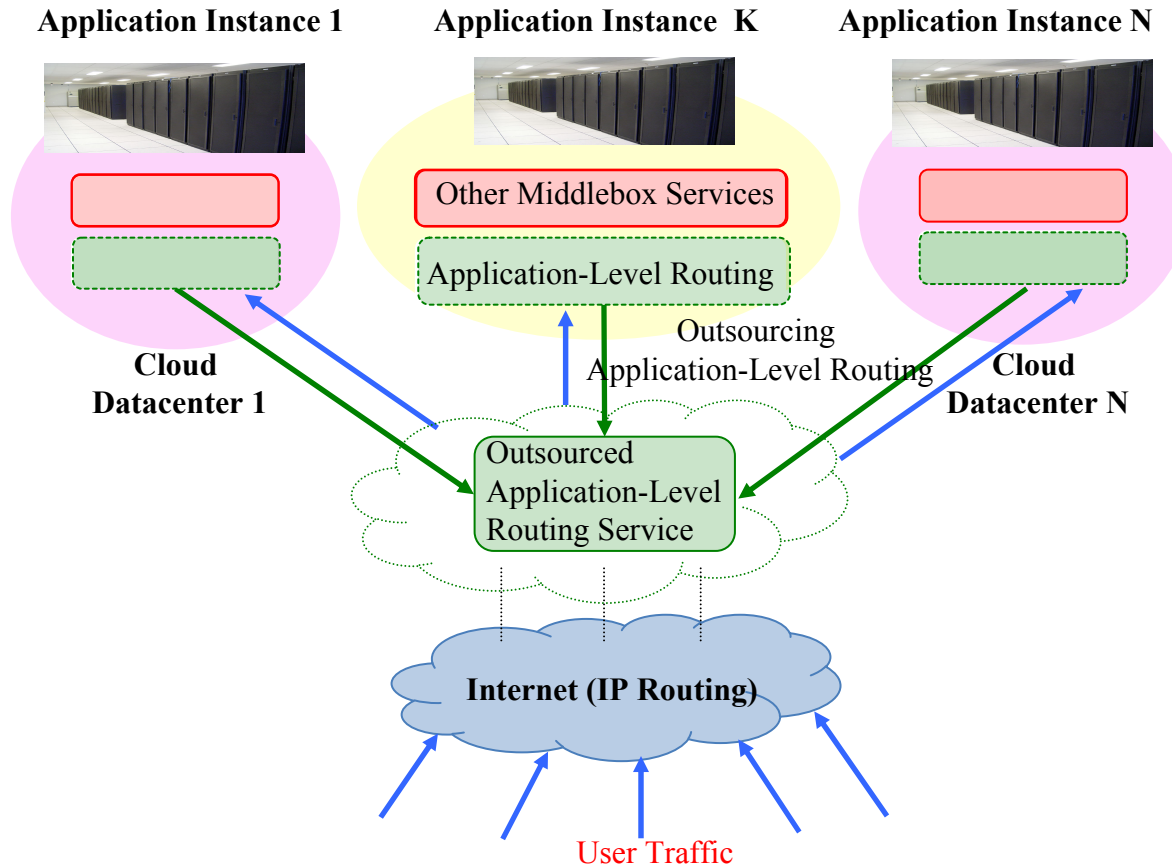 Application Instance 1
Application Instance  K
Application Instance N
Other Middlebox Services
Application-Level Routing
Outsourcing
Application-Level Routing
Cloud
Datacenter 1
Cloud
Datacenter N
Outsourced
Application-Level
Routing Service
Internet (IP Routing)
User Traffic